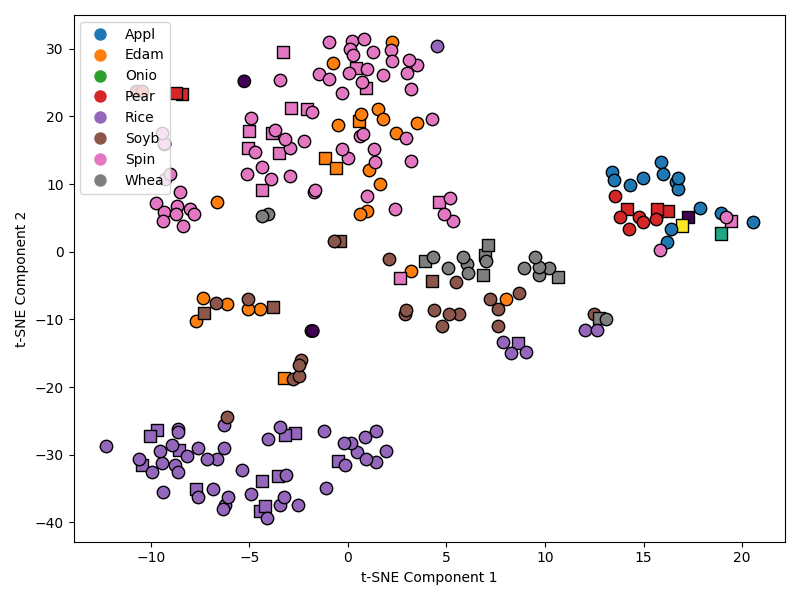 Appl
Edam
Onio
Pear
Rice
Soyb
Spin
Whea
30
20
10
0
−10
−20
−30
−40
t-SNE Component 2
−10
−5
0
5
10
15
20
t-SNE Component 1